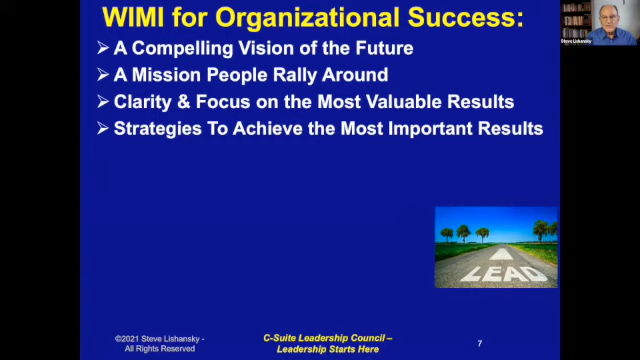 WIMI for Organizational Success:
➢ A Compelling Vision of the Future
➢ A Mission People Rally Around
➢ Clarity & Focus on the Most Valuable Results
➢ Strategies To Achieve the Most Important Results
Steve Lishansky
LEAD
©2021 Steve Lishansky -
All Rights Reserved
C-Suite Leadership Council –
Leadership Starts Here
7